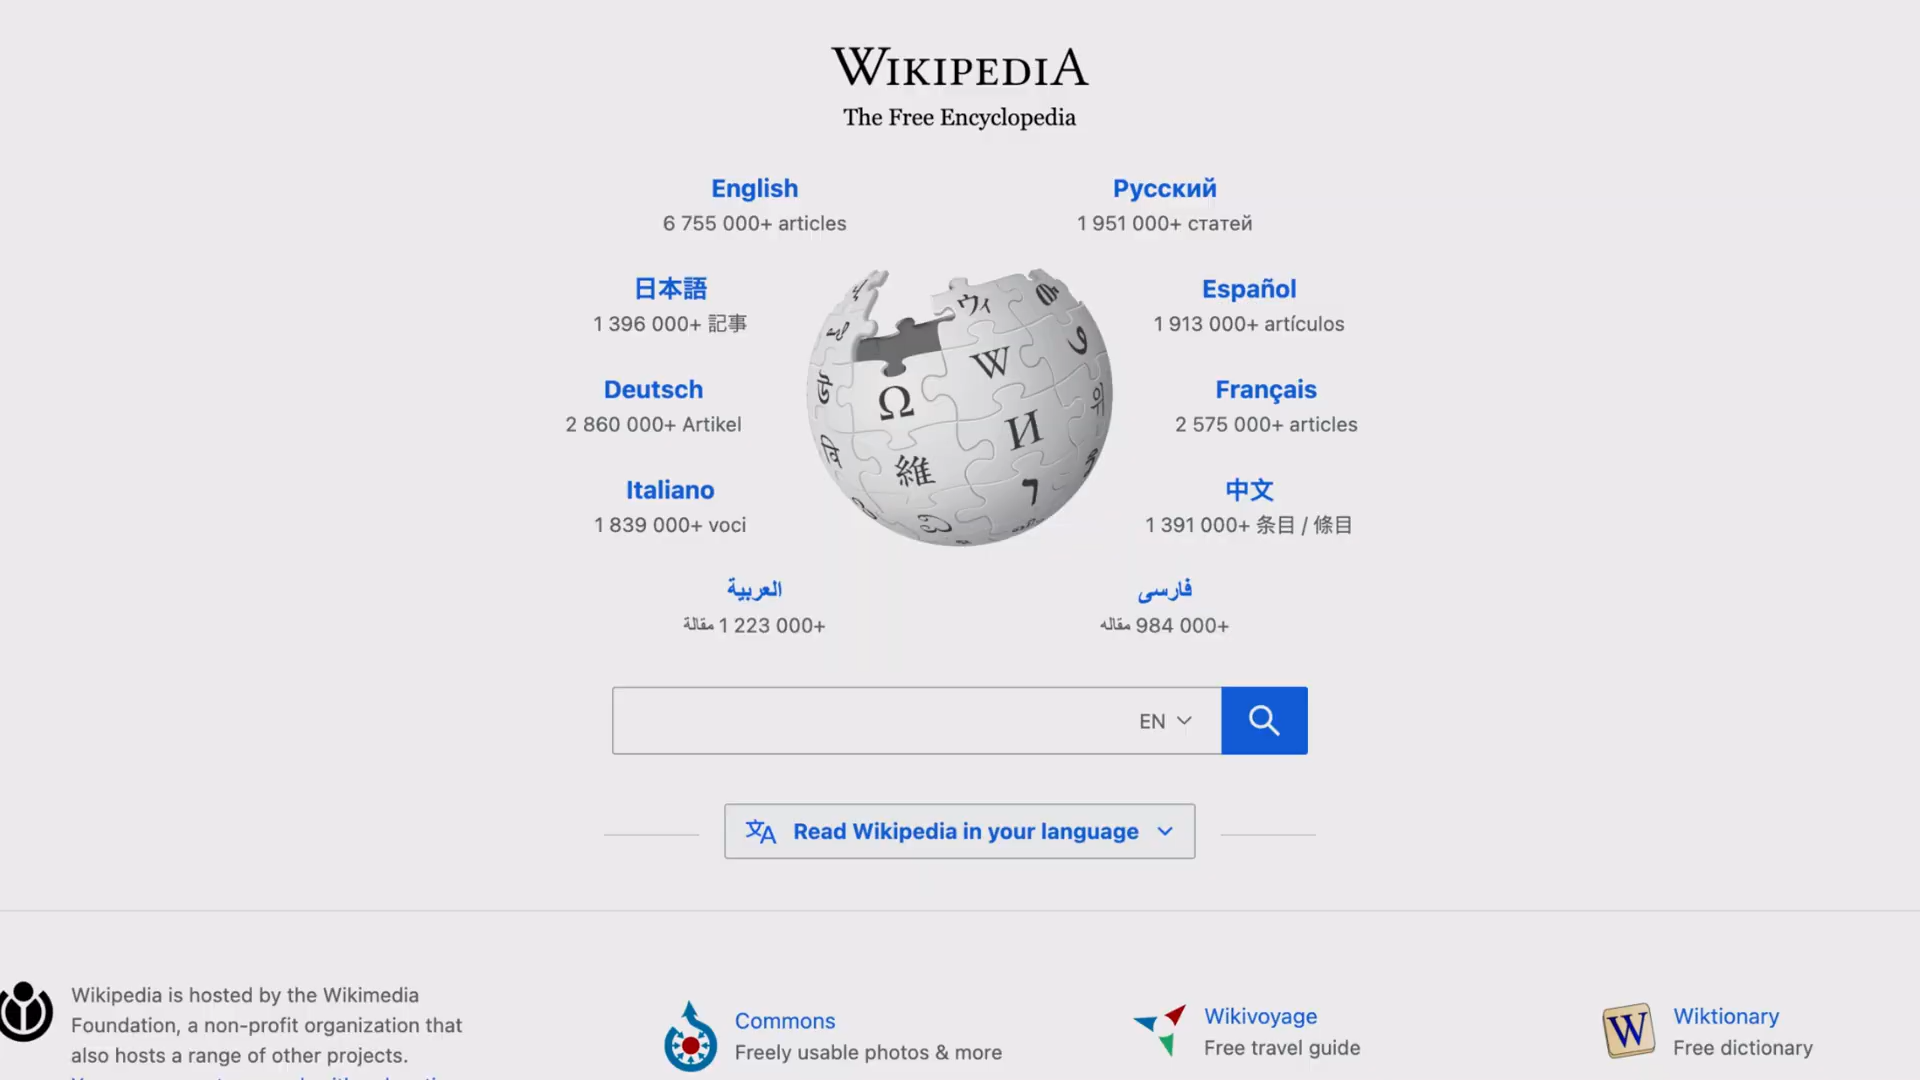 WIKIPEDIA
The Free Encyclopedia
English
6 755 000+ articles
Русский
1 951 000+ статей
日本語
1 396 000+ 記事
Español
1 913 000+ artículos
Deutsch
2 860 000+ Artikel
Français
2 575 000+ articles
Italiano
1 839 000+ voci
中文
1 391 000+ 条目 / 條目
العربية
1 223 000+ مقالة
فارسی
984 000+ مقاله
Ω
W
И
維
ウィ
EN
Read Wikipedia in your language
Wikipedia is hosted by the Wikimedia
Foundation, a non-profit organization that
also hosts a range of other projects.
Commons
Freely usable photos & more
Wikivoyage
Free travel guide
W
Wiktionary
Free dictionary